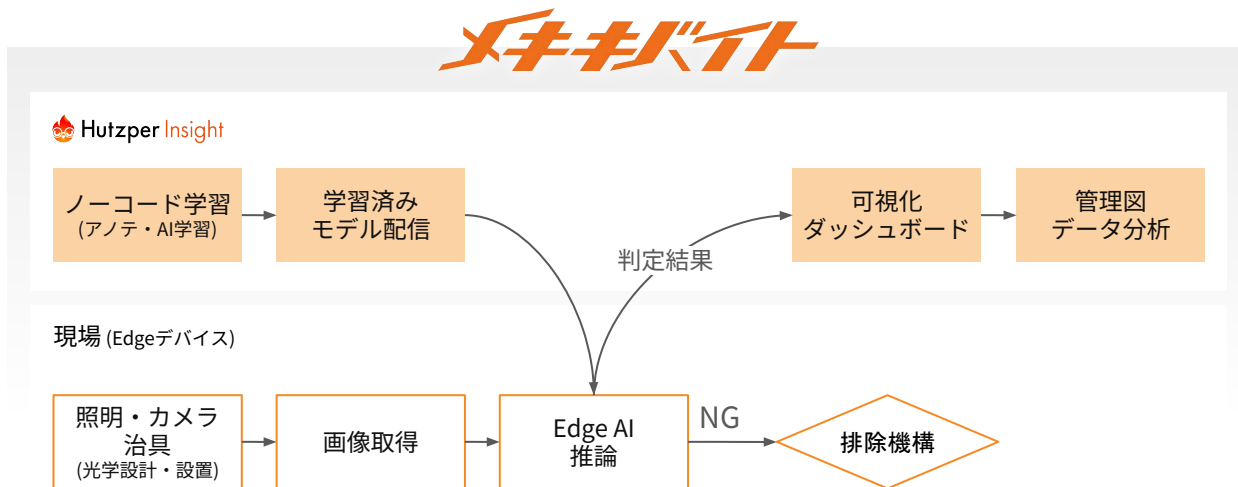 メキキバイト
Hutzper Insight
ノーコード学習
(アノテ・AI学習)
学習済み
モデル配信
可視化
ダッシュボード
管理図
データ分析
判定結果
現場 (Edgeデバイス)
照明・カメラ
治具
(光学設計・設置)
画像取得
Edge AI
推論
NG
排除機構